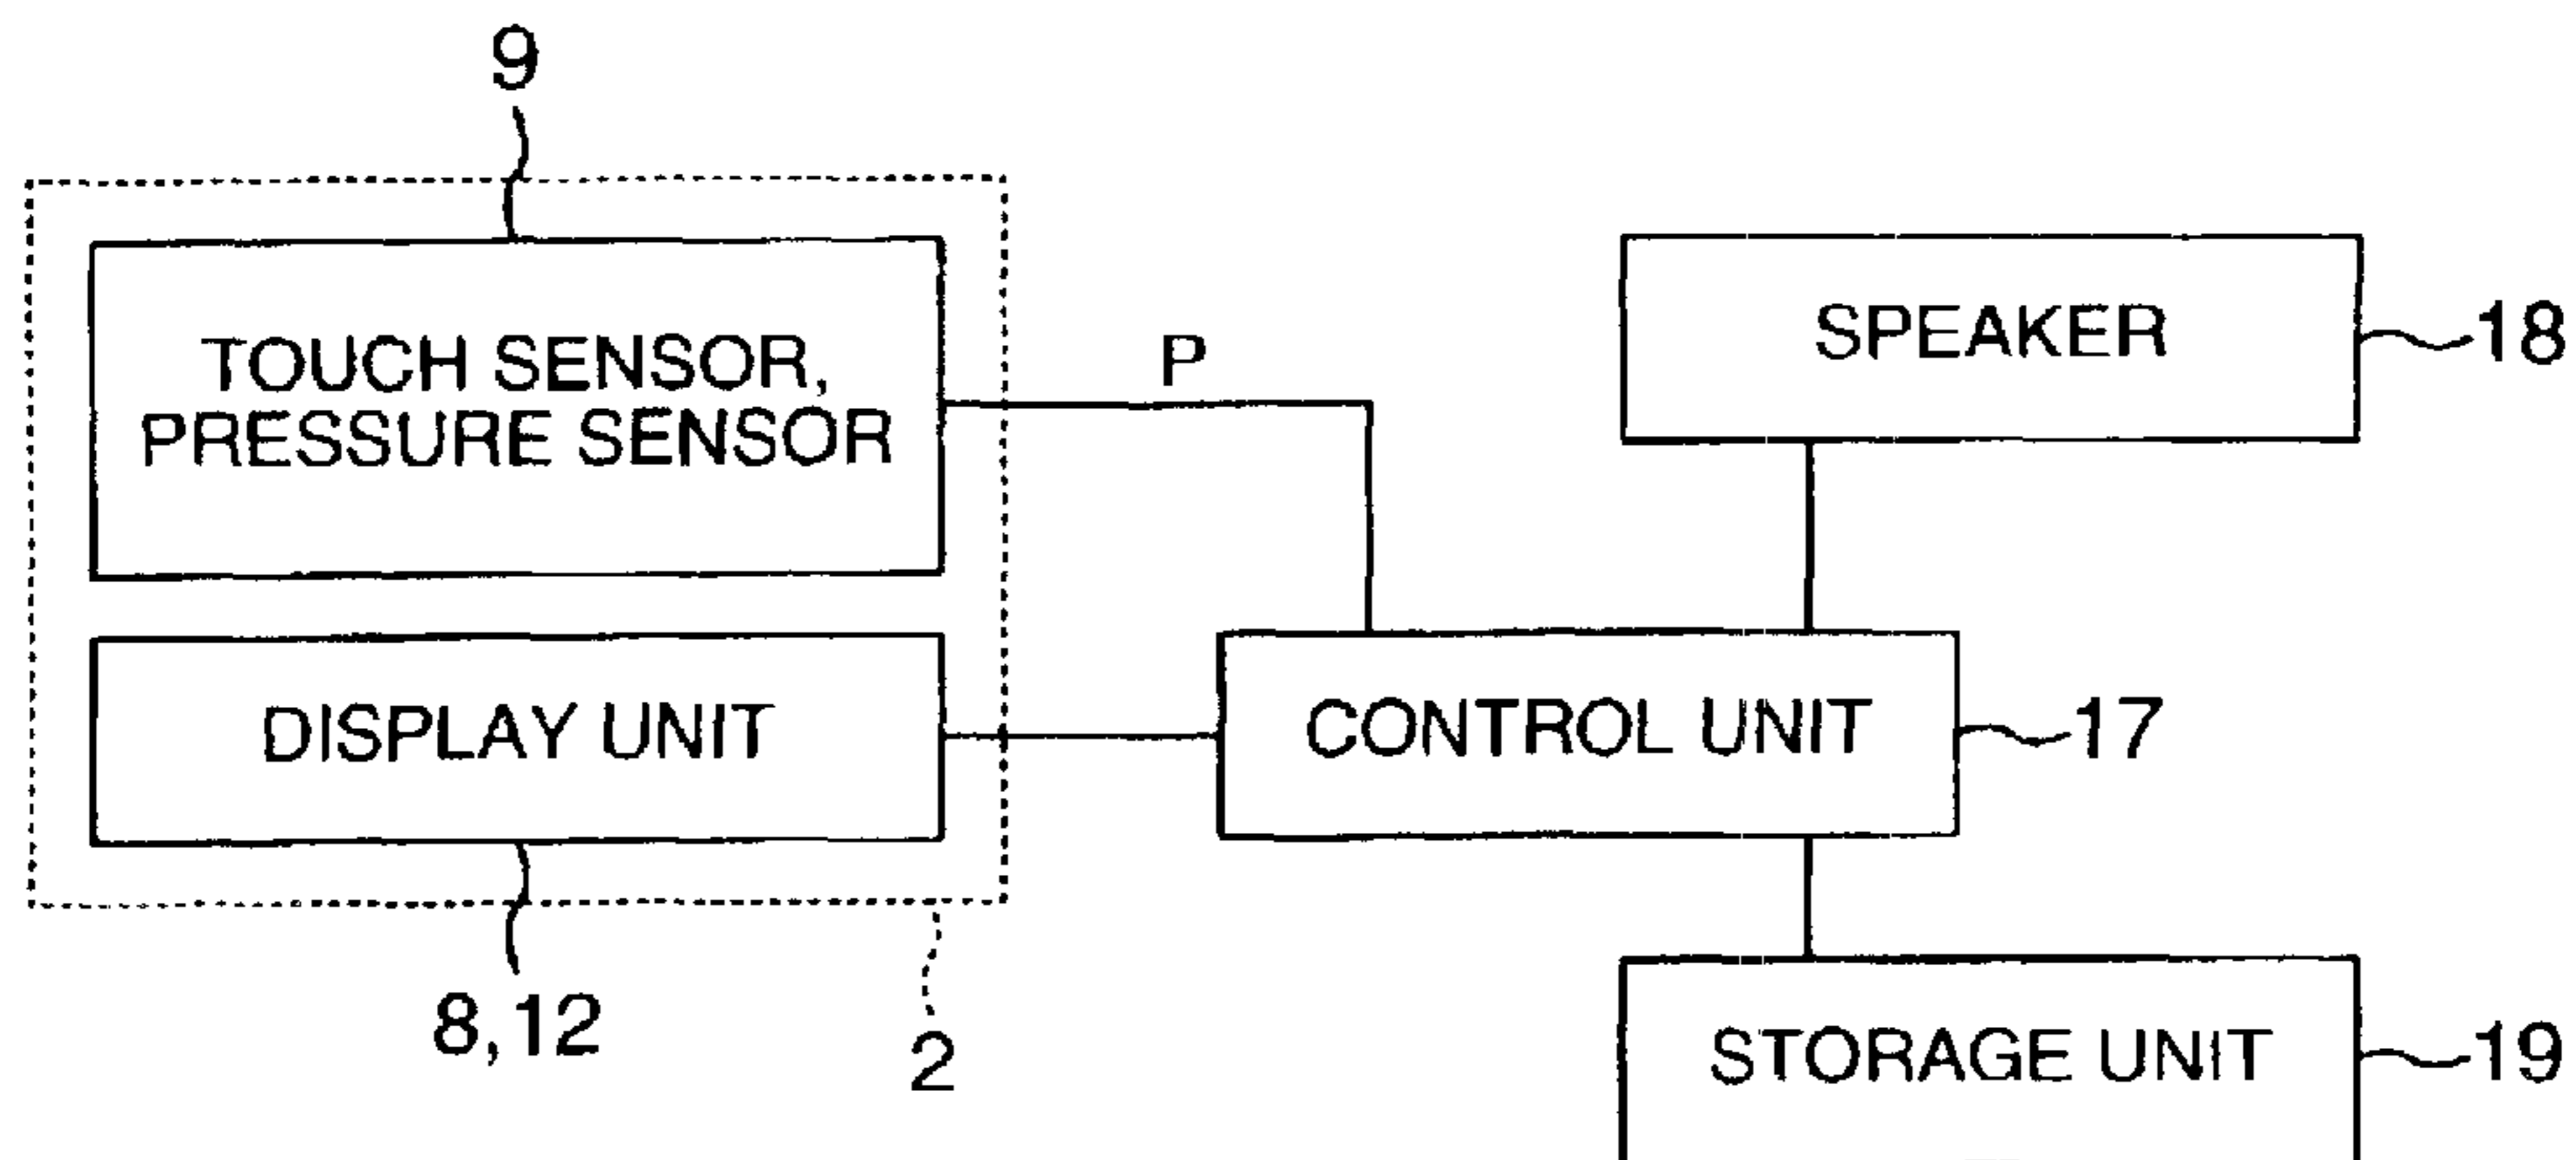 9
TOUCH SENSOR,
PRESSURE SENSOR
P
SPEAKER
18
DISPLAY UNIT
CONTROL UNIT
17
8,12
2
STORAGE UNIT
19